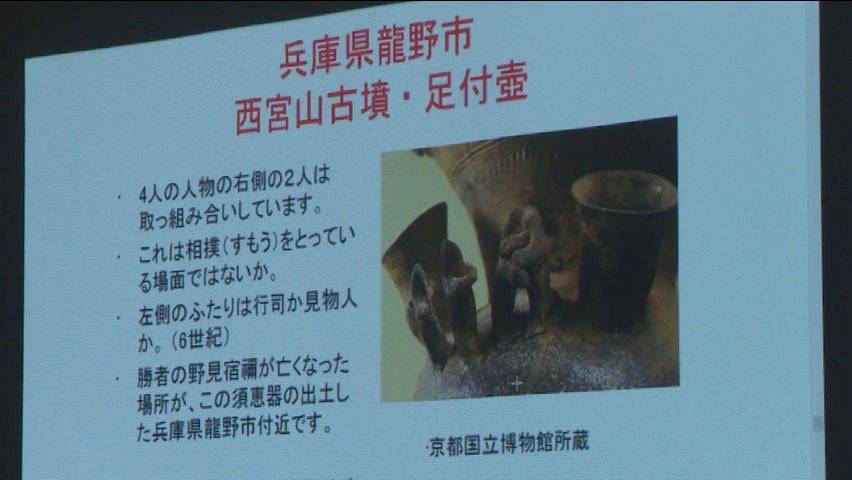 兵庫県龍野市
西宮山古墳・足付壺
・ 4人の人物の右側の2人は
取っ組み合いしています。
・ これは相撲(すもう)をとってい
る場面ではないか。
・ 左側のふたりは行司か見物人
か。(6世紀)
・ 勝者の野見宿禰が亡くなった
場所が、この須恵器の出土し
た兵庫県龍野市付近です。
・京都国立博物館所蔵